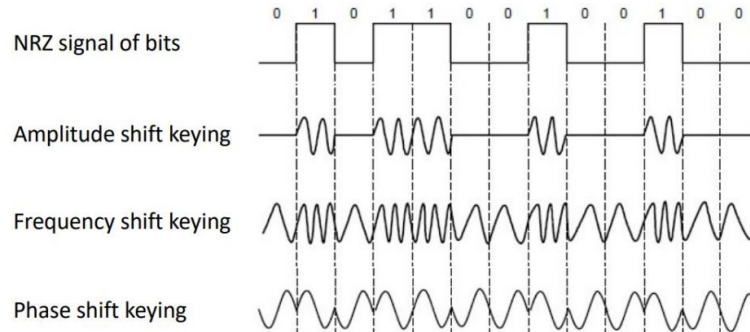 0 1 0 1 1 0 0 1 0 0 1 0 0
NRZ signal of bits
Amplitude shift keying
Frequency shift keying
Phase shift keying